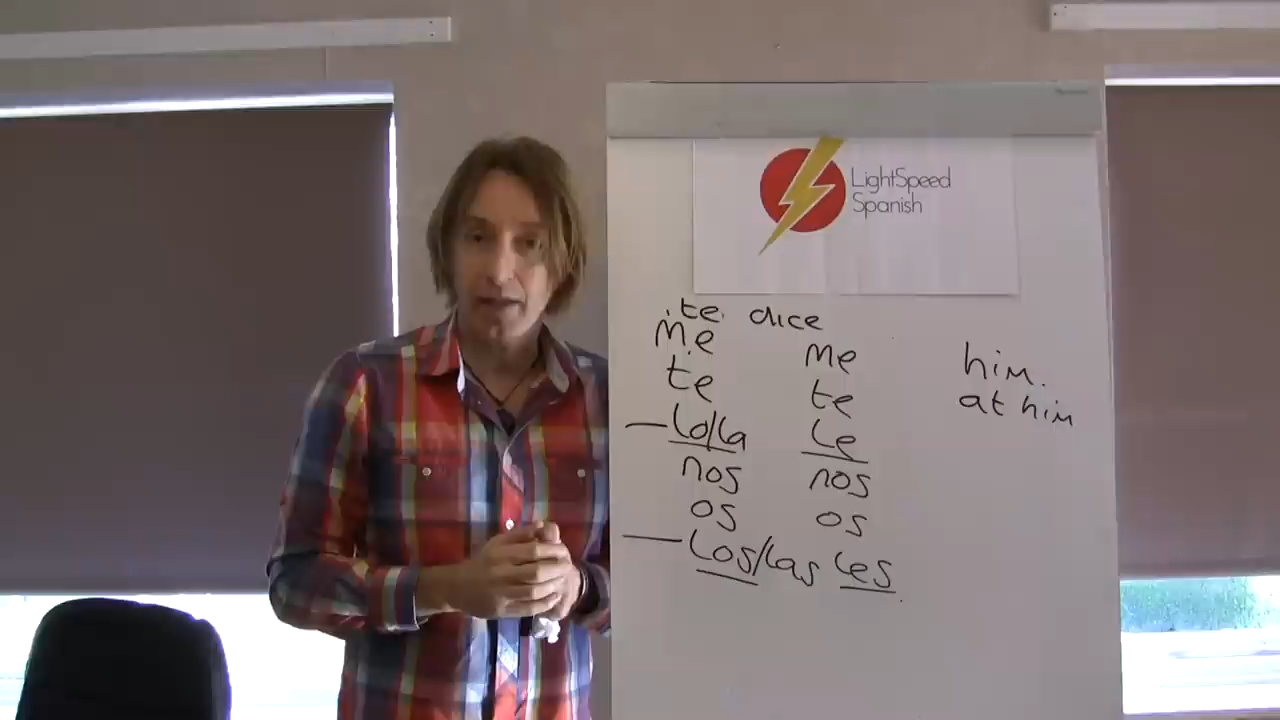 LightSpeed
Spanish
te dice
me me him.
te te at him
lo/la le
nos nos
os os
los/las les